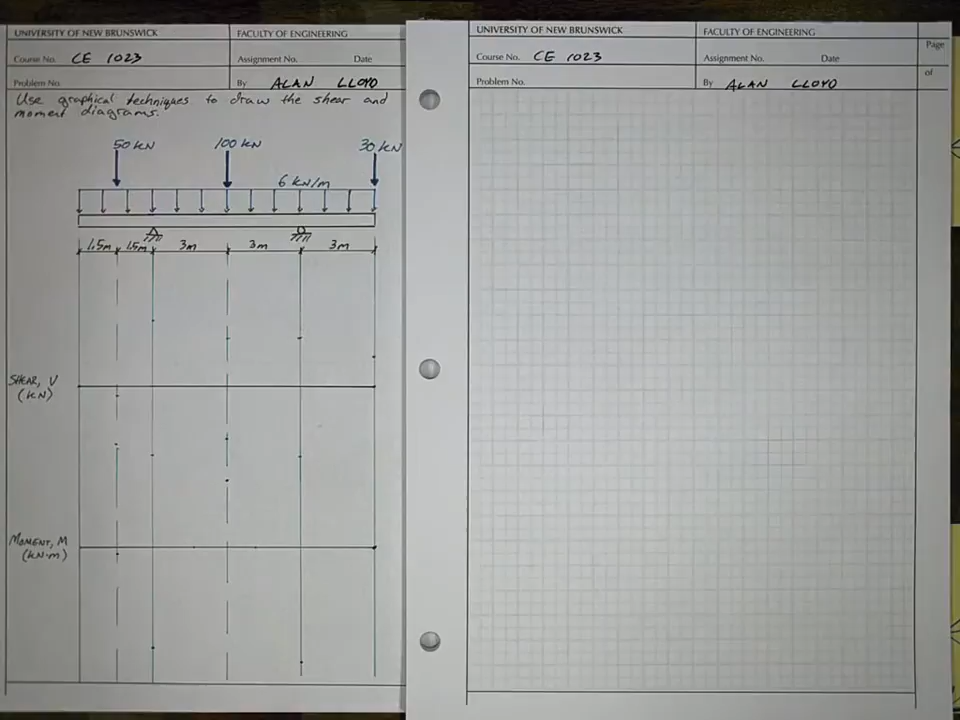 UNIVERSITY OF NEW BRUNSWICK FACULTY OF ENGINEERING
Course No. CE 1023 Assignment No. Date
Problem No. By ALAN LLOYD
Use graphical techniques to draw the shear and
moment diagrams.
50 kN 100 kN 30 kN
6 kN/m
1.5m 1.5m 3m 3m 3m
SHEAR, V
(kN)
MOMENT, M
(kN·m)
UNIVERSITY OF NEW BRUNSWICK FACULTY OF ENGINEERING
Page
Course No. CE 1023 Assignment No. Date
of
Problem No. By ALAN LLOYD